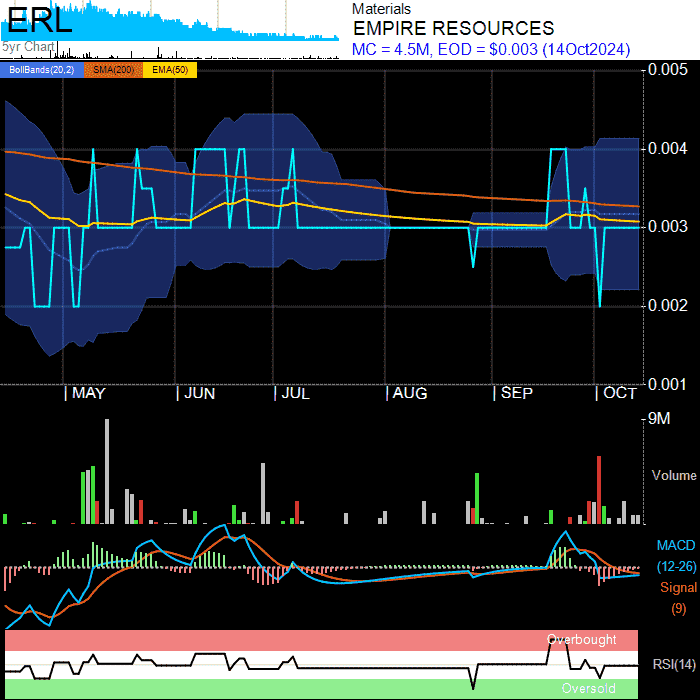 ERL
5yr Chart
Materials
EMPIRE RESOURCES
MC = 4.5M, EOD = $0.003 (14Oct2024)
BollBands(20,2) SMA(200) EMA(50)
0.005
0.004
0.003
0.002
0.001
MAY JUN JUL AUG SEP OCT
9M
Volume
MACD
(12-26)
Signal
(9)
Overbought
RSI(14)
Oversold